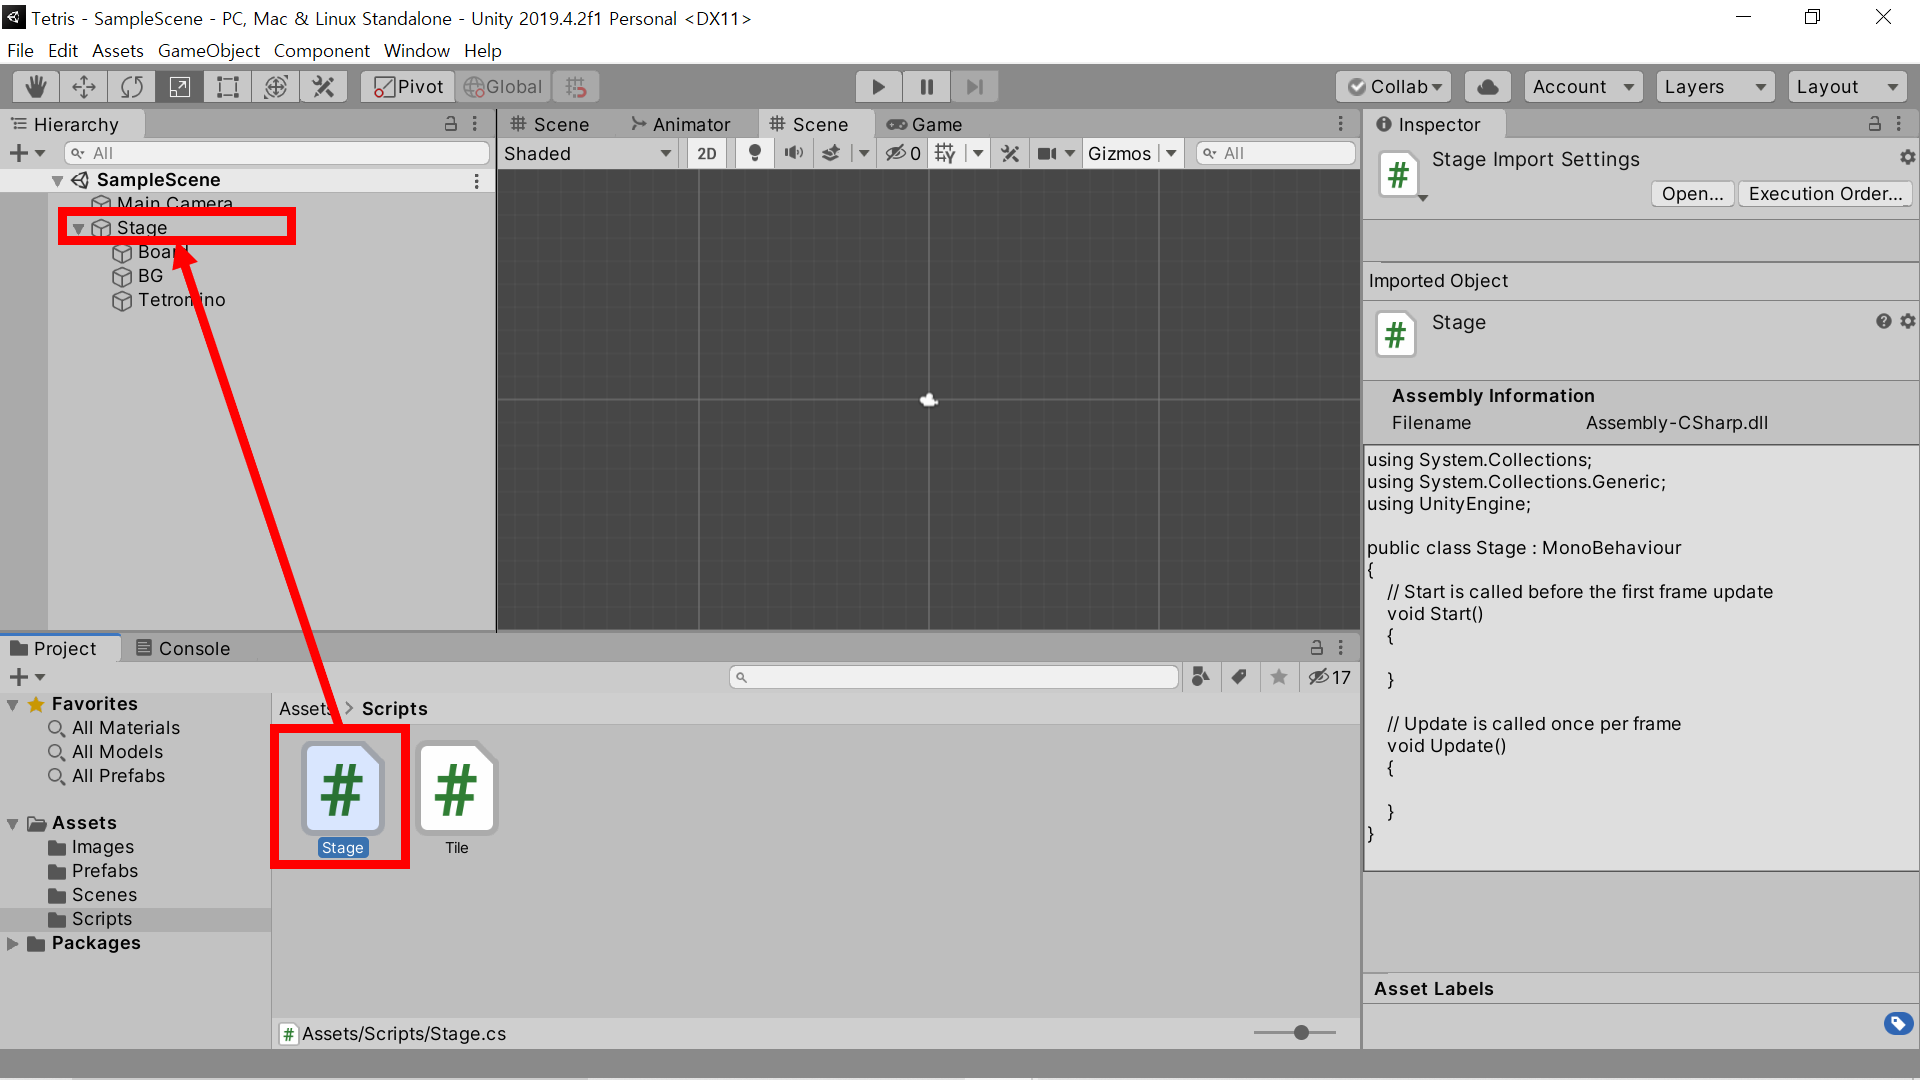 Tetris - SampleScene - PC, Mac & Linux Standalone - Unity 2019.4.2f1 Personal <DX11>
File Edit Assets GameObject Component Window Help
Pivot Global Collab Account Layers Layout
Hierarchy
All
SampleScene
Main Camera
Stage
Board
BG
Tetromino
Scene Animator Scene Game
Shaded 2D 0 Gizmos All
Inspector
Stage Import Settings
Open... Execution Order...
Imported Object
Stage
Assembly Information
Filename Assembly-CSharp.dll
using System.Collections;
using System.Collections.Generic;
using UnityEngine;
public class Stage : MonoBehaviour
{
// Start is called before the first frame update
void Start()
{
}
// Update is called once per frame
void Update()
{
}
}
Asset Labels
Project Console
17
Favorites
All Materials
All Models
All Prefabs
Assets
Images
Prefabs
Scenes
Scripts
Packages
Assets > Scripts
# #
Stage Tile
Assets/Scripts/Stage.cs